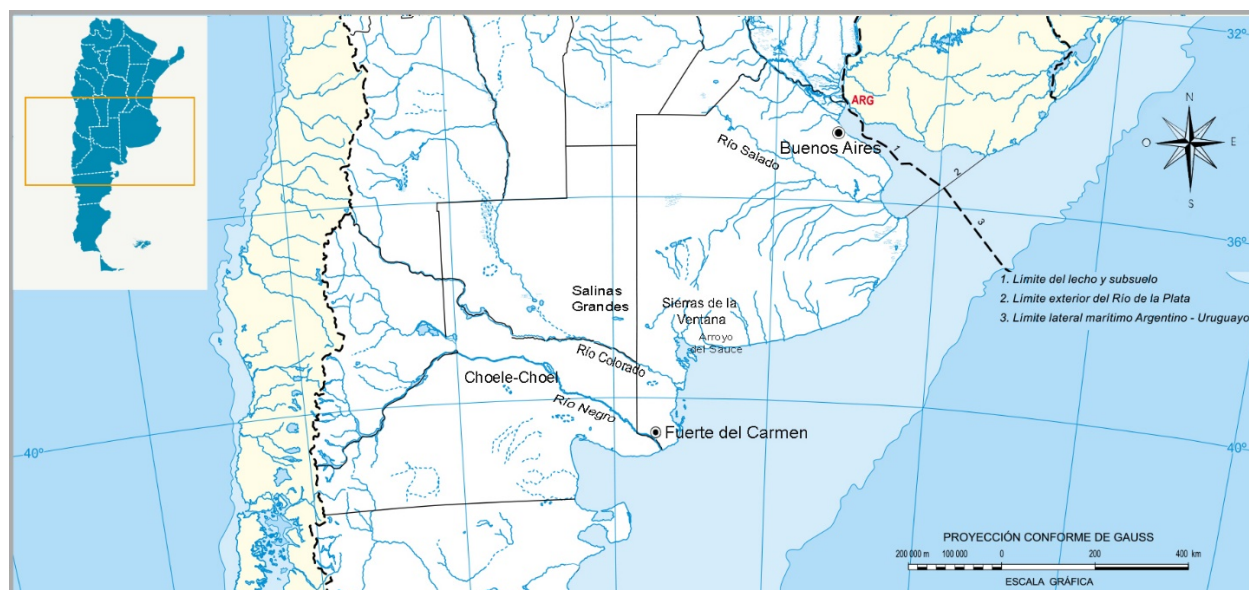 32°
ARG
Buenos Aires
Río Salado
1
2
3
N
E
S
O
36°
1. Límite del lecho y subsuelo
2. Límite exterior del Río de la Plata
3. Límite lateral marítimo Argentino - Uruguayo
Salinas
Grandes
Sierras de la
Ventana
Arroyo
del Sauce
Río Colorado
Choele-Choel
Río Negro
Fuerte del Carmen
40°
40°
PROYECCIÓN CONFORME DE GAUSS
200 000 m 100 000 0 200 400 km
ESCALA GRÁFICA